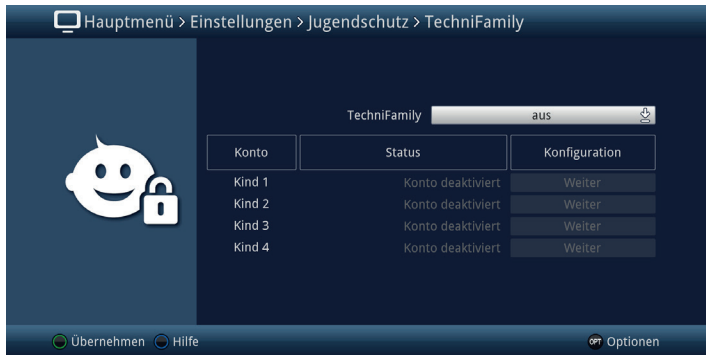 Hauptmenü > Einstellungen > Jugendschutz > TechniFamily
TechniFamily aus
Konto Status Konfiguration
Kind 1 Konto deaktiviert Weiter
Kind 2 Konto deaktiviert Weiter
Kind 3 Konto deaktiviert Weiter
Kind 4 Konto deaktiviert Weiter
Übernehmen Hilfe OPT Optionen